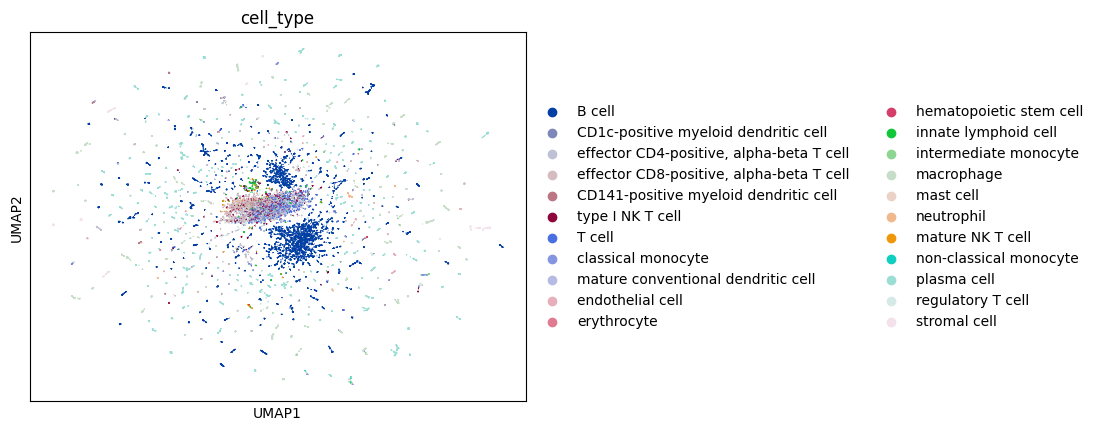 cell_type
UMAP2
UMAP1
B cell
CD1c-positive myeloid dendritic cell
effector CD4-positive, alpha-beta T cell
effector CD8-positive, alpha-beta T cell
CD141-positive myeloid dendritic cell
type I NK T cell
T cell
classical monocyte
mature conventional dendritic cell
endothelial cell
erythrocyte
hematopoietic stem cell
innate lymphoid cell
intermediate monocyte
macrophage
mast cell
neutrophil
mature NK T cell
non-classical monocyte
plasma cell
regulatory T cell
stromal cell